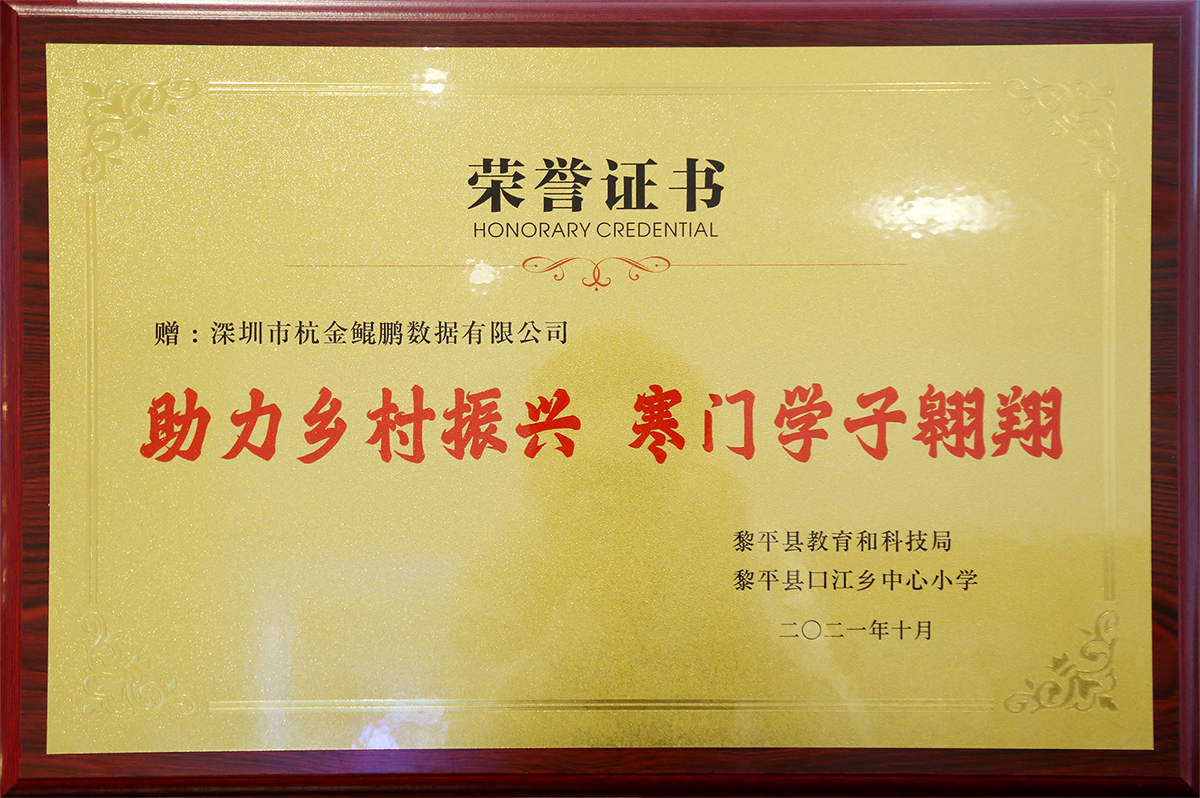 荣誉证书
HONORARY CREDENTIAL
赠：深圳市杭金鲲鹏数据有限公司
助力乡村振兴 寒门学子翱翔
黎平县教育和科技局
黎平县口江乡中心小学
二〇二一年十月